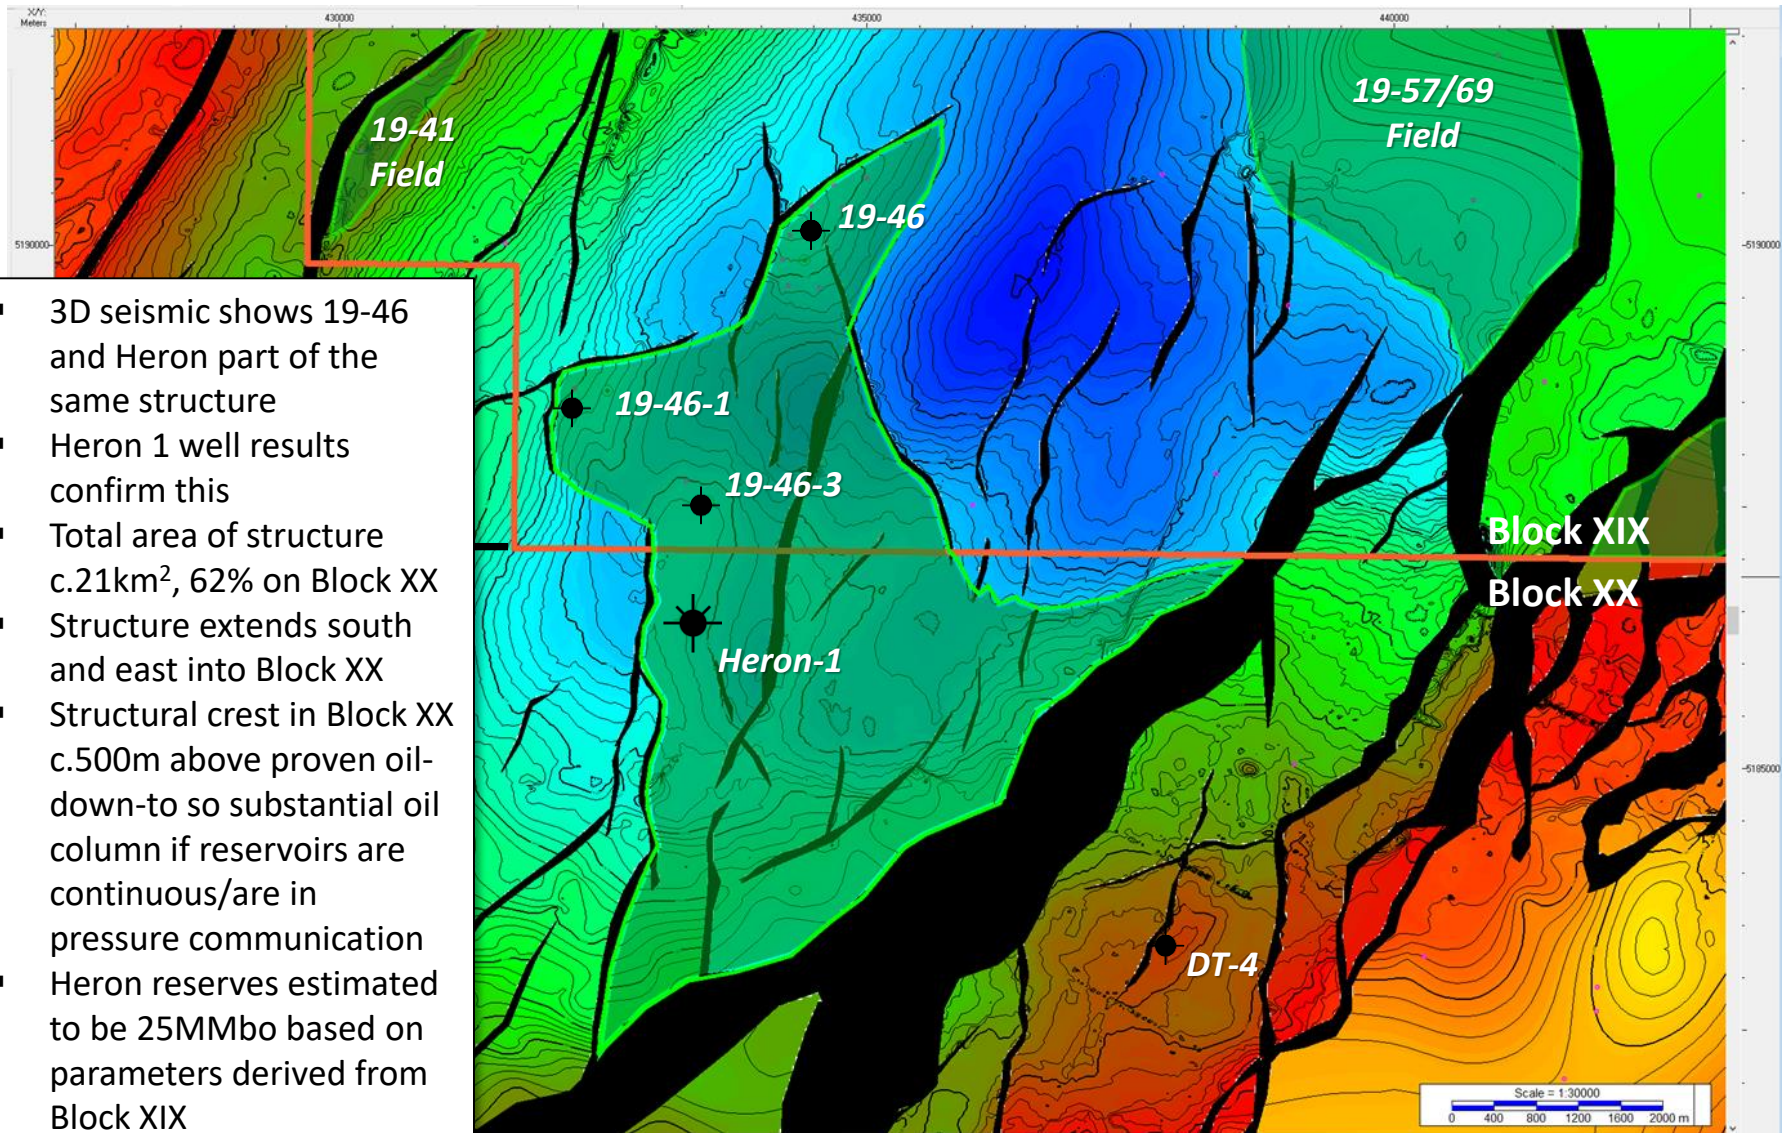 X/Y:
Meters
430000
435000
440000
19-41
Field
19-57/69
Field
19-46
5190000
5190000
▪ 3D seismic shows 19-46
and Heron part of the
same structure
▪ Heron 1 well results
confirm this
▪ Total area of structure
c.21km², 62% on Block XX
▪ Structure extends south
and east into Block XX
▪ Structural crest in Block XX
c.500m above proven oil-
down-to so substantial oil
column if reservoirs are
continuous/are in
pressure communication
▪ Heron reserves estimated
to be 25MMbo based on
parameters derived from
Block XIX
19-46-1
19-46-3
Block XIX
Block XX
Heron-1
5185000
DT-4
Scale = 1:30000
0 400 800 1200 1600 2000 m